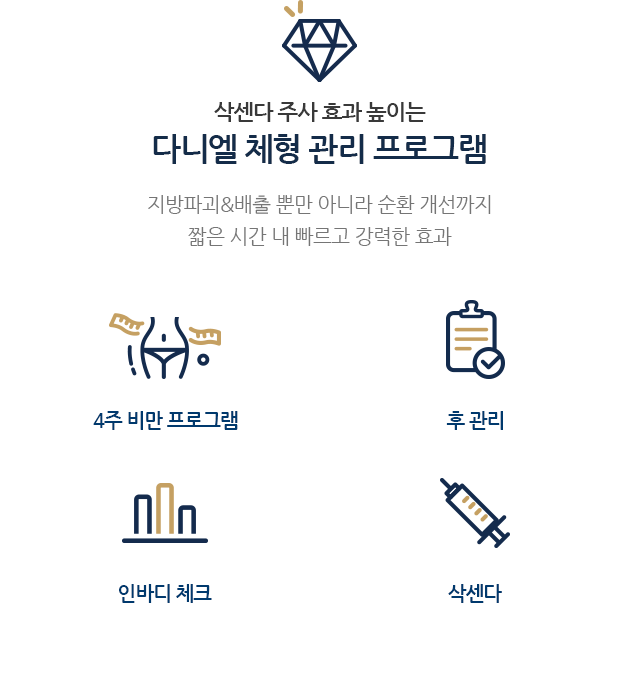 삭센다 주사 효과 높이는
다니엘 체형 관리 프로그램
지방파괴&배출 뿐만 아니라 순환 개선까지
짧은 시간 내 빠르고 강력한 효과
4주 비만 프로그램
후 관리
인바디 체크
삭센다